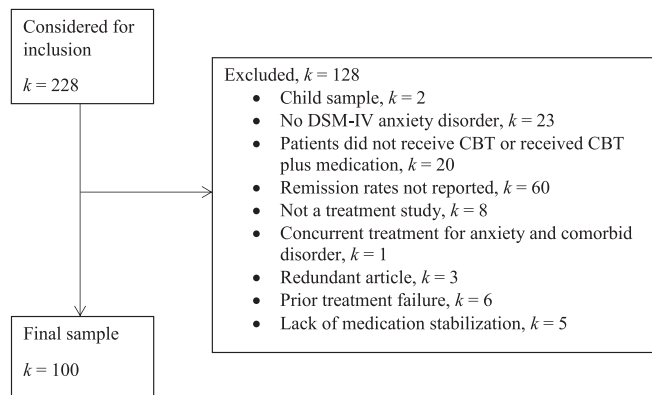 Considered for
inclusion
k = 228
Excluded, k = 128
• Child sample, k = 2
• No DSM-IV anxiety disorder, k = 23
• Patients did not receive CBT or received CBT
plus medication, k = 20
• Remission rates not reported, k = 60
• Not a treatment study, k = 8
• Concurrent treatment for anxiety and comorbid
disorder, k = 1
• Redundant article, k = 3
• Prior treatment failure, k = 6
• Lack of medication stabilization, k = 5
Final sample
k = 100